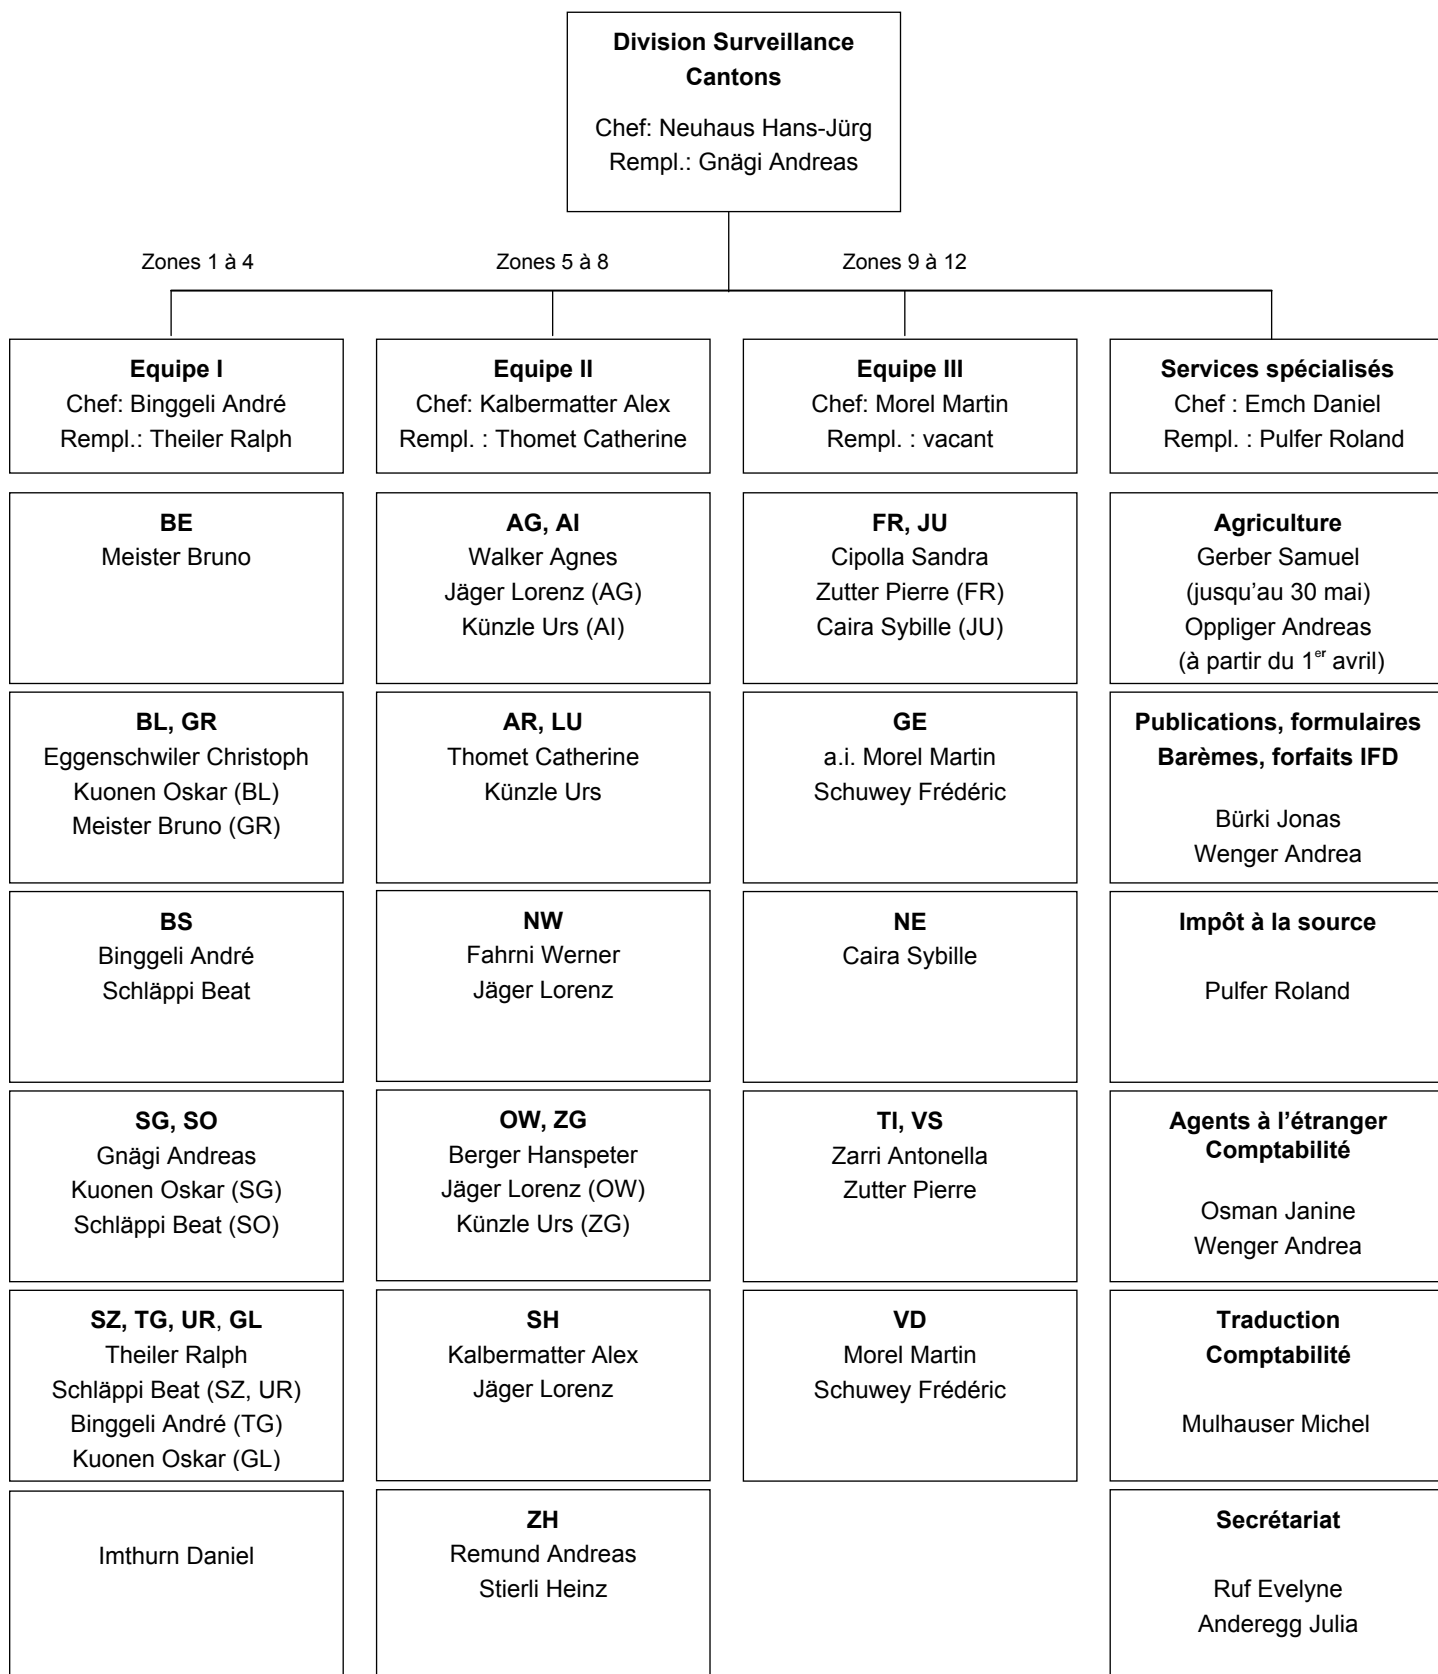 Division Surveillance
Cantons
Chef: Neuhaus Hans-Jürg
Rempl.: Gnägi Andreas
Zones 1 à 4
Zones 5 à 8
Zones 9 à 12
Equipe I
Chef: Binggeli André
Rempl.: Theiler Ralph
BE
Meister Bruno
BL, GR
Eggenschwiler Christoph
Kuonen Oskar (BL)
Meister Bruno (GR)
BS
Binggeli André
Schläppi Beat
SG, SO
Gnägi Andreas
Kuonen Oskar (SG)
Schläppi Beat (SO)
SZ, TG, UR, GL
Theiler Ralph
Schläppi Beat (SZ, UR)
Binggeli André (TG)
Kuonen Oskar (GL)
Imthurn Daniel
Equipe II
Chef: Kalbermatter Alex
Rempl. : Thomet Catherine
AG, AI
Walker Agnes
Jäger Lorenz (AG)
Künzle Urs (AI)
AR, LU
Thomet Catherine
Künzle Urs
NW
Fahrni Werner
Jäger Lorenz
OW, ZG
Berger Hanspeter
Jäger Lorenz (OW)
Künzle Urs (ZG)
SH
Kalbermatter Alex
Jäger Lorenz
ZH
Remund Andreas
Stierli Heinz
Equipe III
Chef: Morel Martin
Rempl. : vacant
FR, JU
Cipolla Sandra
Zutter Pierre (FR)
Caira Sybille (JU)
GE
a.i. Morel Martin
Schuwey Frédéric
NE
Caira Sybille
TI, VS
Zarri Antonella
Zutter Pierre
VD
Morel Martin
Schuwey Frédéric
Services spécialisés
Chef : Emch Daniel
Rempl. : Pulfer Roland
Agriculture
Gerber Samuel
(jusqu’au 30 mai)
Oppliger Andreas
(à partir du 1er avril)
Publications, formulaires
Barèmes, forfaits IFD
Bürki Jonas
Wenger Andrea
Impôt à la source
Pulfer Roland
Agents à l’étranger
Comptabilité
Osman Janine
Wenger Andrea
Traduction
Comptabilité
Mulhauser Michel
Secrétariat
Ruf Evelyne
Anderegg Julia